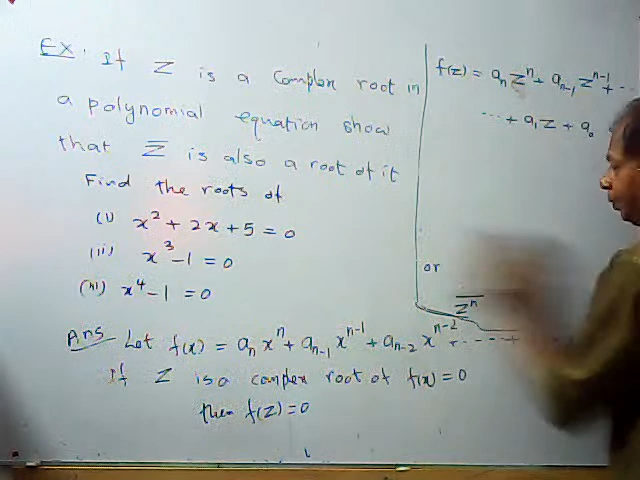 Ex. If Z is a Complex root in
a polynomial equation show
that Z̅ is also a root of it
Find the roots of
(i) x² + 2x + 5 = 0
(ii) x³ - 1 = 0
(iii) x⁴ - 1 = 0
Ans Let f(x) = aₙxⁿ + aₙ₋₁xⁿ⁻¹ + aₙ₋₂xⁿ⁻² + ----- +
If Z is a complex root of f(x) = 0
then f(Z) = 0
f(z) = aₙzⁿ + aₙ₋₁zⁿ⁻¹ + ...
... + a₁z + a₀
or
z̅ⁿ̅